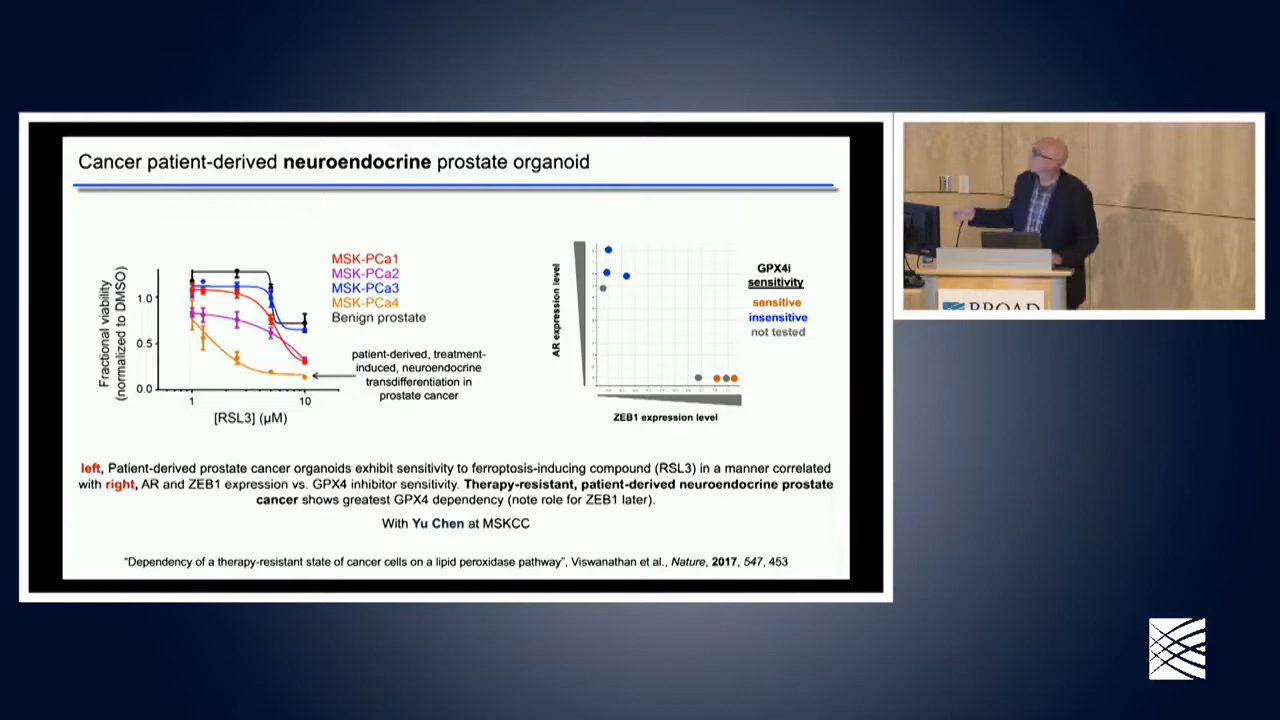 Cancer patient-derived neuroendocrine prostate organoid
Fractional viability
(normalized to DMSO)
1.0
0.5
0.0
1
10
[RSL3] (µM)
MSK-PCa1
MSK-PCa2
MSK-PCa3
MSK-PCa4
Benign prostate
patient-derived, treatment-
induced, neuroendocrine
transdifferentiation in
prostate cancer
AR expression level
ZEB1 expression level
GPX4i
sensitivity
sensitive
insensitive
not tested
left, Patient-derived prostate cancer organoids exhibit sensitivity to ferroptosis-inducing compound (RSL3) in a manner correlated
with right, AR and ZEB1 expression vs. GPX4 inhibitor sensitivity. Therapy-resistant, patient-derived neuroendocrine prostate
cancer shows greatest GPX4 dependency (note role for ZEB1 later).
With Yu Chen at MSKCC
"Dependency of a therapy-resistant state of cancer cells on a lipid peroxidase pathway", Viswanathan et al., Nature, 2017, 547, 453
BROAD